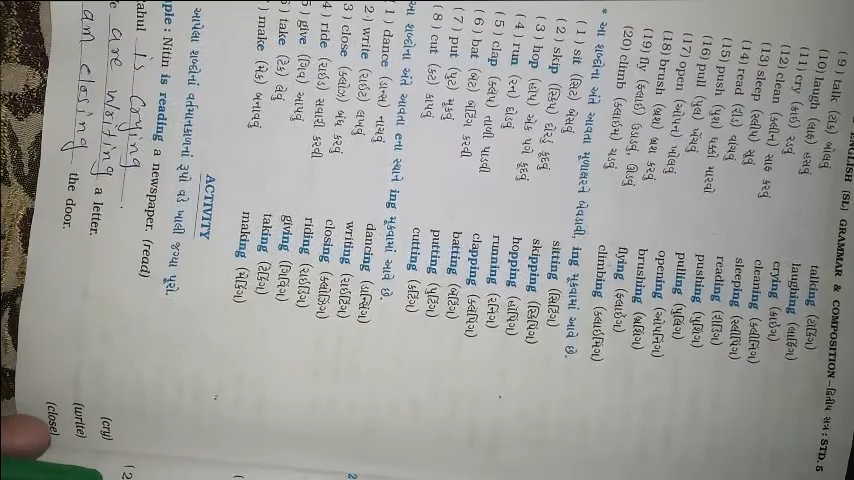 ENGLISH (SL) GRAMMAR & COMPOSITION – દ્વિતીય સત્ર : STD. 5
(9) talk (ટૉક) બોલવું talking (ટૉકિંગ)
(10) laugh (લાફ) હસવું laughing (લાફિંગ)
(11) cry (ક્રાઇ) રડવું crying (ક્રાઇંગ)
(12) clean (ક્લીન) સાફ કરવું cleaning (ક્લીનિંગ)
(13) sleep (સ્લીપ) સૂવું sleeping (સ્લીપિંગ)
(14) read (રીડ) વાંચવું reading (રીડિંગ)
(15) push (પુશ) ધક્કો મારવો pushing (પુશિંગ)
(16) pull (પુલ) ખેંચવું pulling (પુલિંગ)
(17) open (ઓપન) ખોલવું opening (ઓપનિંગ)
(18) brush (બ્રશ) બ્રશ કરવું brushing (બ્રશિંગ)
(19) fly (ફ્લાઇ) ઉડાડવું, ઊડવું flying (ફ્લાઇંગ)
(20) climb (ક્લાઇમ્બ) ચડવું climbing (ક્લાઇમ્બિંગ)
* આ શબ્દોના અંતે આવતા મૂળાક્ષરને બેવડાવી, ing મૂકવામાં આવે છે.
(1) sit (સિટ) બેસવું sitting (સિટિંગ)
(2) skip (સ્કિપ) દોરડું કૂદવું skipping (સ્કિપિંગ)
(3) hop (હૉપ) એક પગે કૂદવું hopping (હૉપિંગ)
(4) run (રન) દોડવું running (રનિંગ)
(5) clap (ક્લૅપ) તાળી પાડવી clapping (ક્લૅપિંગ)
(6) bat (બૅટ) બૅટિંગ કરવી batting (બૅટિંગ)
(7) put (પુટ) મૂકવું putting (પુટિંગ)
(8) cut (કટ) કાપવું cutting (કટિંગ)
આ શબ્દોના અંતે આવતા eના સ્થાને ing મૂકવામાં આવે છે.
1) dance (ડાન્સ) નાચવું dancing (ડાન્સિંગ)
2) write (રાઇટ) લખવું writing (રાઇટિંગ)
3) close (ક્લોઝ) બંધ કરવું closing (ક્લોઝિંગ)
4) ride (રાઇડ) સવારી કરવી riding (રાઇડિંગ)
5) give (ગિવ) આપવું giving (ગિવિંગ)
6) take (ટેક) લેવું taking (ટેકિંગ)
7) make (મેક) બનાવવું making (મેકિંગ)
ACTIVITY
આપેલા શબ્દોનાં વર્તમાનકાળનાં રૂપો વડે ખાલી જગ્યા પૂરો.
ple : Nitin is reading a newspaper. (read)
ahul is crying. (cry)
e are wording a letter. (write)
am closing the door. (close)